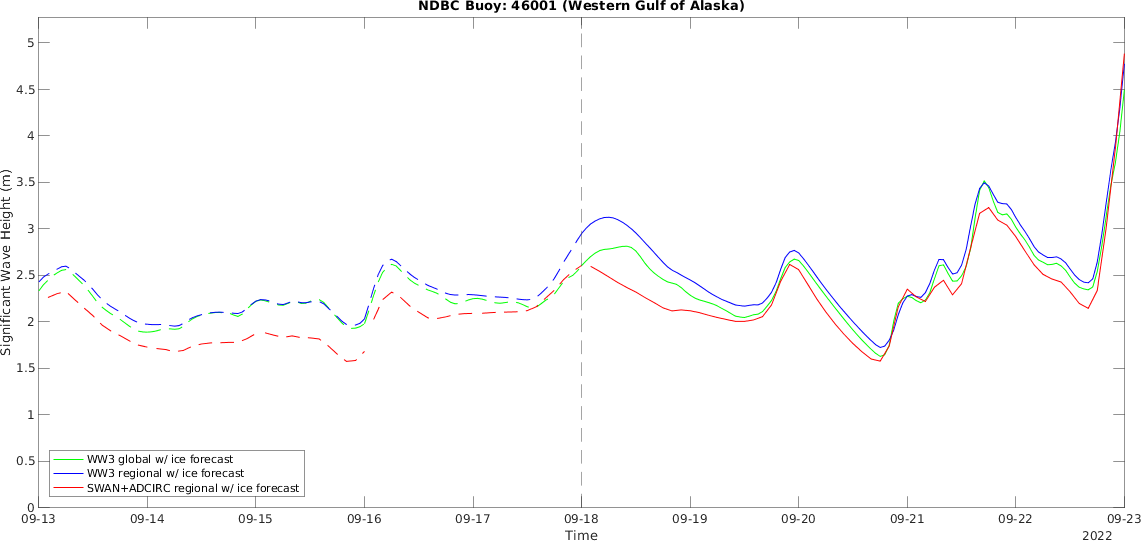 NDBC Buoy: 46001 (Western Gulf of Alaska)
Significant Wave Height (m)
5
4.5
4
3.5
3
2.5
2
1.5
1
0.5
0
WW3 global w/ ice forecast
WW3 regional w/ ice forecast
SWAN+ADCIRC regional w/ ice forecast
09-13 09-14 09-15 09-16 09-17 09-18 09-19 09-20 09-21 09-22 09-23
Time
2022